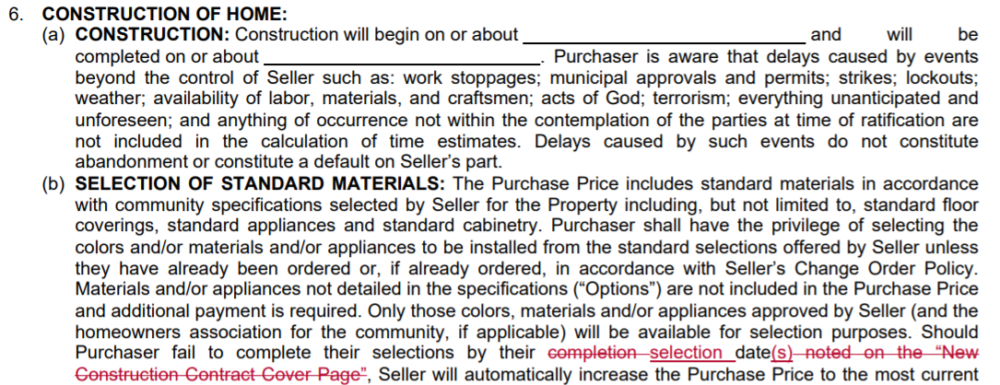 6. CONSTRUCTION OF HOME:
(a) CONSTRUCTION: Construction will begin on or about ____________________________ and will be
completed on or about ____________________________. Purchaser is aware that delays caused by events
beyond the control of Seller such as: work stoppages; municipal approvals and permits; strikes; lockouts;
weather; availability of labor, materials, and craftsmen; acts of God; terrorism; everything unanticipated and
unforeseen; and anything of occurrence not within the contemplation of the parties at time of ratification are
not included in the calculation of time estimates. Delays caused by such events do not constitute
abandonment or constitute a default on Seller's part.
(b) SELECTION OF STANDARD MATERIALS: The Purchase Price includes standard materials in accordance
with community specifications selected by Seller for the Property including, but not limited to, standard floor
coverings, standard appliances and standard cabinetry. Purchaser shall have the privilege of selecting the
colors and/or materials and/or appliances to be installed from the standard selections offered by Seller unless
they have already been ordered or, if already ordered, in accordance with Seller's Change Order Policy.
Materials and/or appliances not detailed in the specifications (“Options”) are not included in the Purchase Price
and additional payment is required. Only those colors, materials and/or appliances approved by Seller (and the
homeowners association for the community, if applicable) will be available for selection purposes. Should
Purchaser fail to complete their selections by their completion selection date(s) noted on the “New
Construction Contract Cover Page”, Seller will automatically increase the Purchase Price to the most current